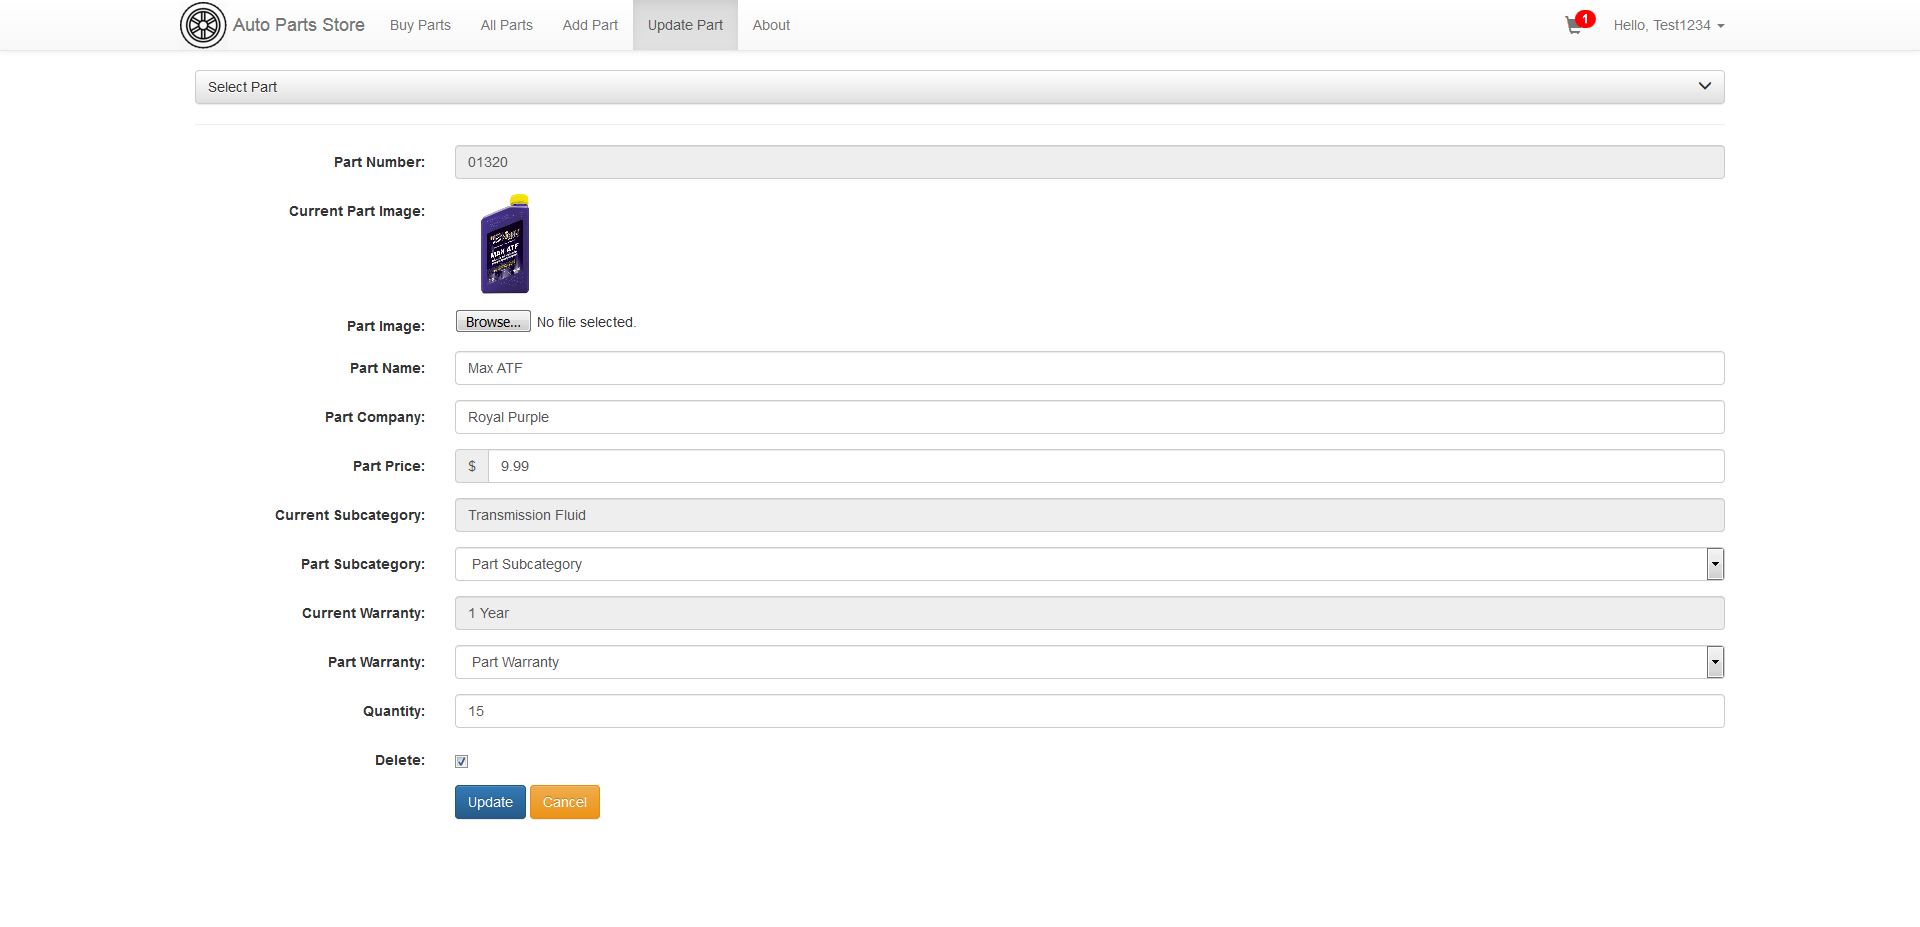 Auto Parts Store Buy Parts All Parts Add Part Update Part About 1 Hello, Test1234
Select Part
Part Number: 01320
Current Part Image:
MAX ATF
Part Image: Browse... No file selected.
Part Name: Max ATF
Part Company: Royal Purple
Part Price: $ 9.99
Current Subcategory: Transmission Fluid
Part Subcategory: Part Subcategory
Current Warranty: 1 Year
Part Warranty: Part Warranty
Quantity: 15
Delete:
Update Cancel